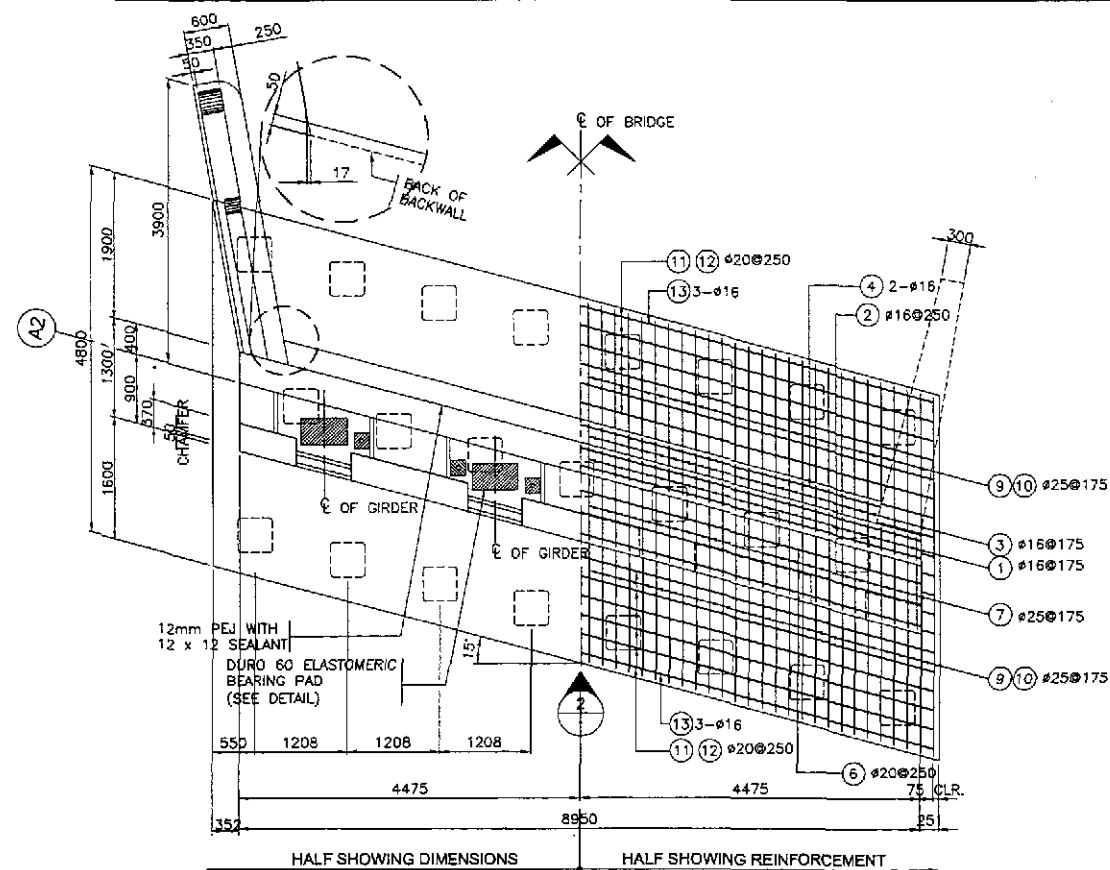 600
350
250
50
50
℄ OF BRIDGE
17
BACK OF
BACKWALL
300
3900
1900
4800
1300
400
900
370
50
CHAMFER
1600
A2
11 12 ø20@250
13 3-ø16
4 2-ø16
2 ø16@250
9 10 ø25@175
3 ø16@175
1 ø16@175
7 ø25@175
9 10 ø25@175
℄ OF GIRDER
℄ OF GIRDER
12mm PEJ WITH
12 x 12 SEALANT
DURO 60 ELASTOMERIC
BEARING PAD
(SEE DETAIL)
15°
2
13 3-ø16
11 12 ø20@250
6 ø20@250
550 1208 1208 1208
4475 4475 75 CLR.
352 8950 25
HALF SHOWING DIMENSIONS HALF SHOWING REINFORCEMENT